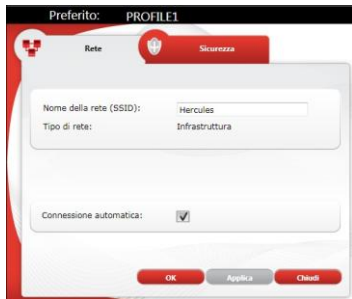 Preferito: PROFILE1
Rete Sicurezza
Nome della rete (SSID): Hercules
Tipo di rete: Infrastruttura
Connessione automatica:
OK Applica Chiudi